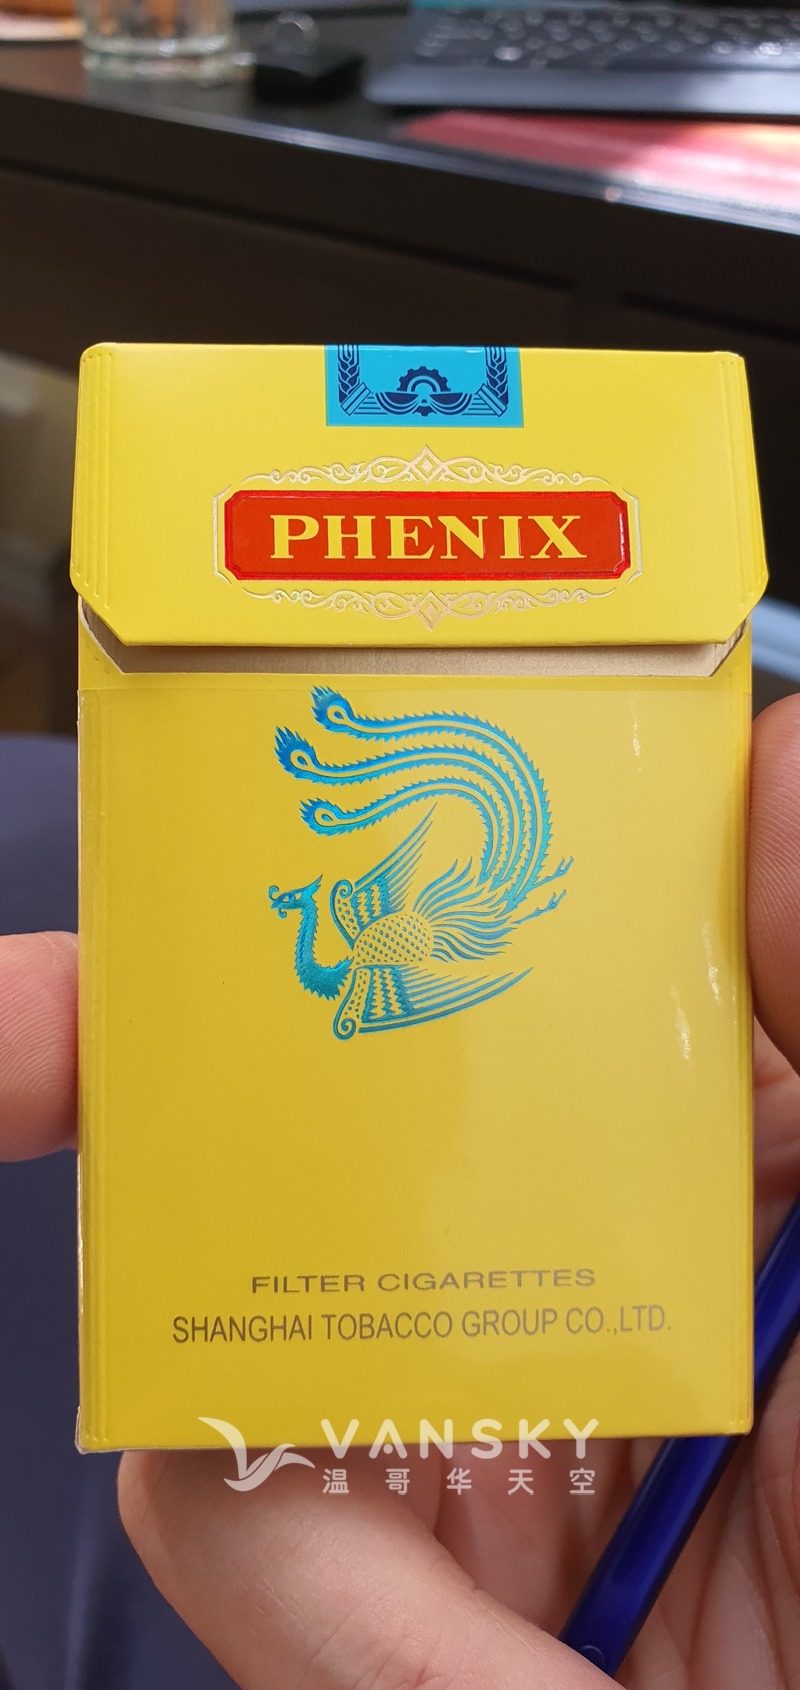 PHENIX
FILTER CIGARETTES
SHANGHAI TOBACCO GROUP CO.,LTD.
VANSKY
温哥华天空